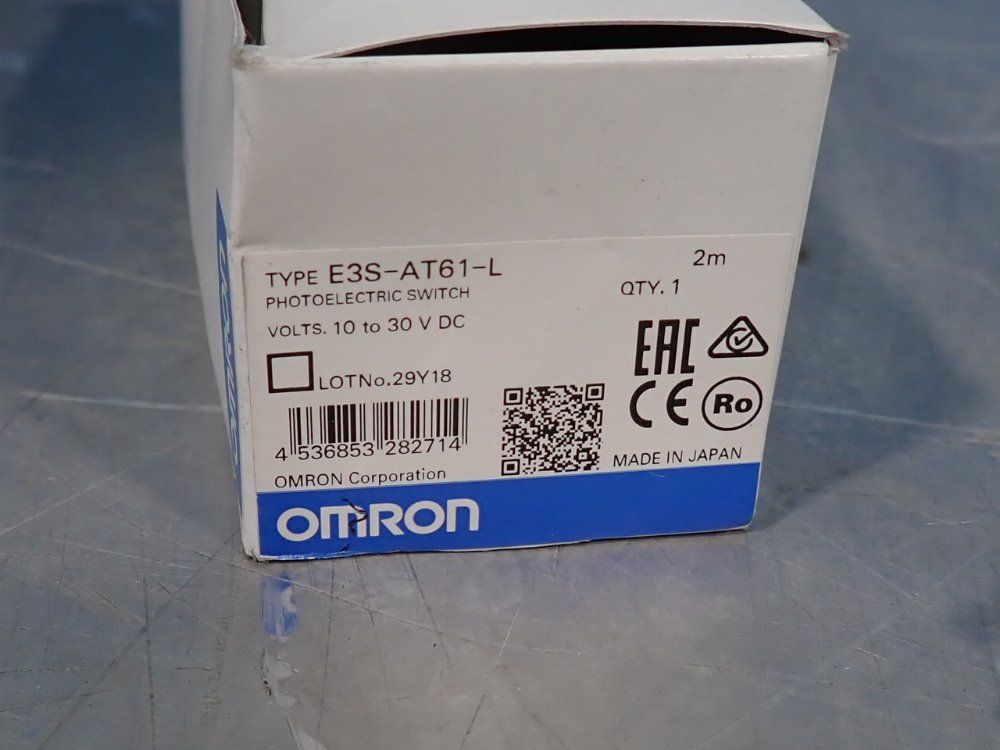 TYPE E3S-AT61-L
2m
PHOTOELECTRIC SWITCH
QTY. 1
VOLTS. 10 to 30 V DC
EAC
LOTNo.29Y18
CE
Ro
4 536853 282714
MADE IN JAPAN
OMRON Corporation
OMRON
OMRON